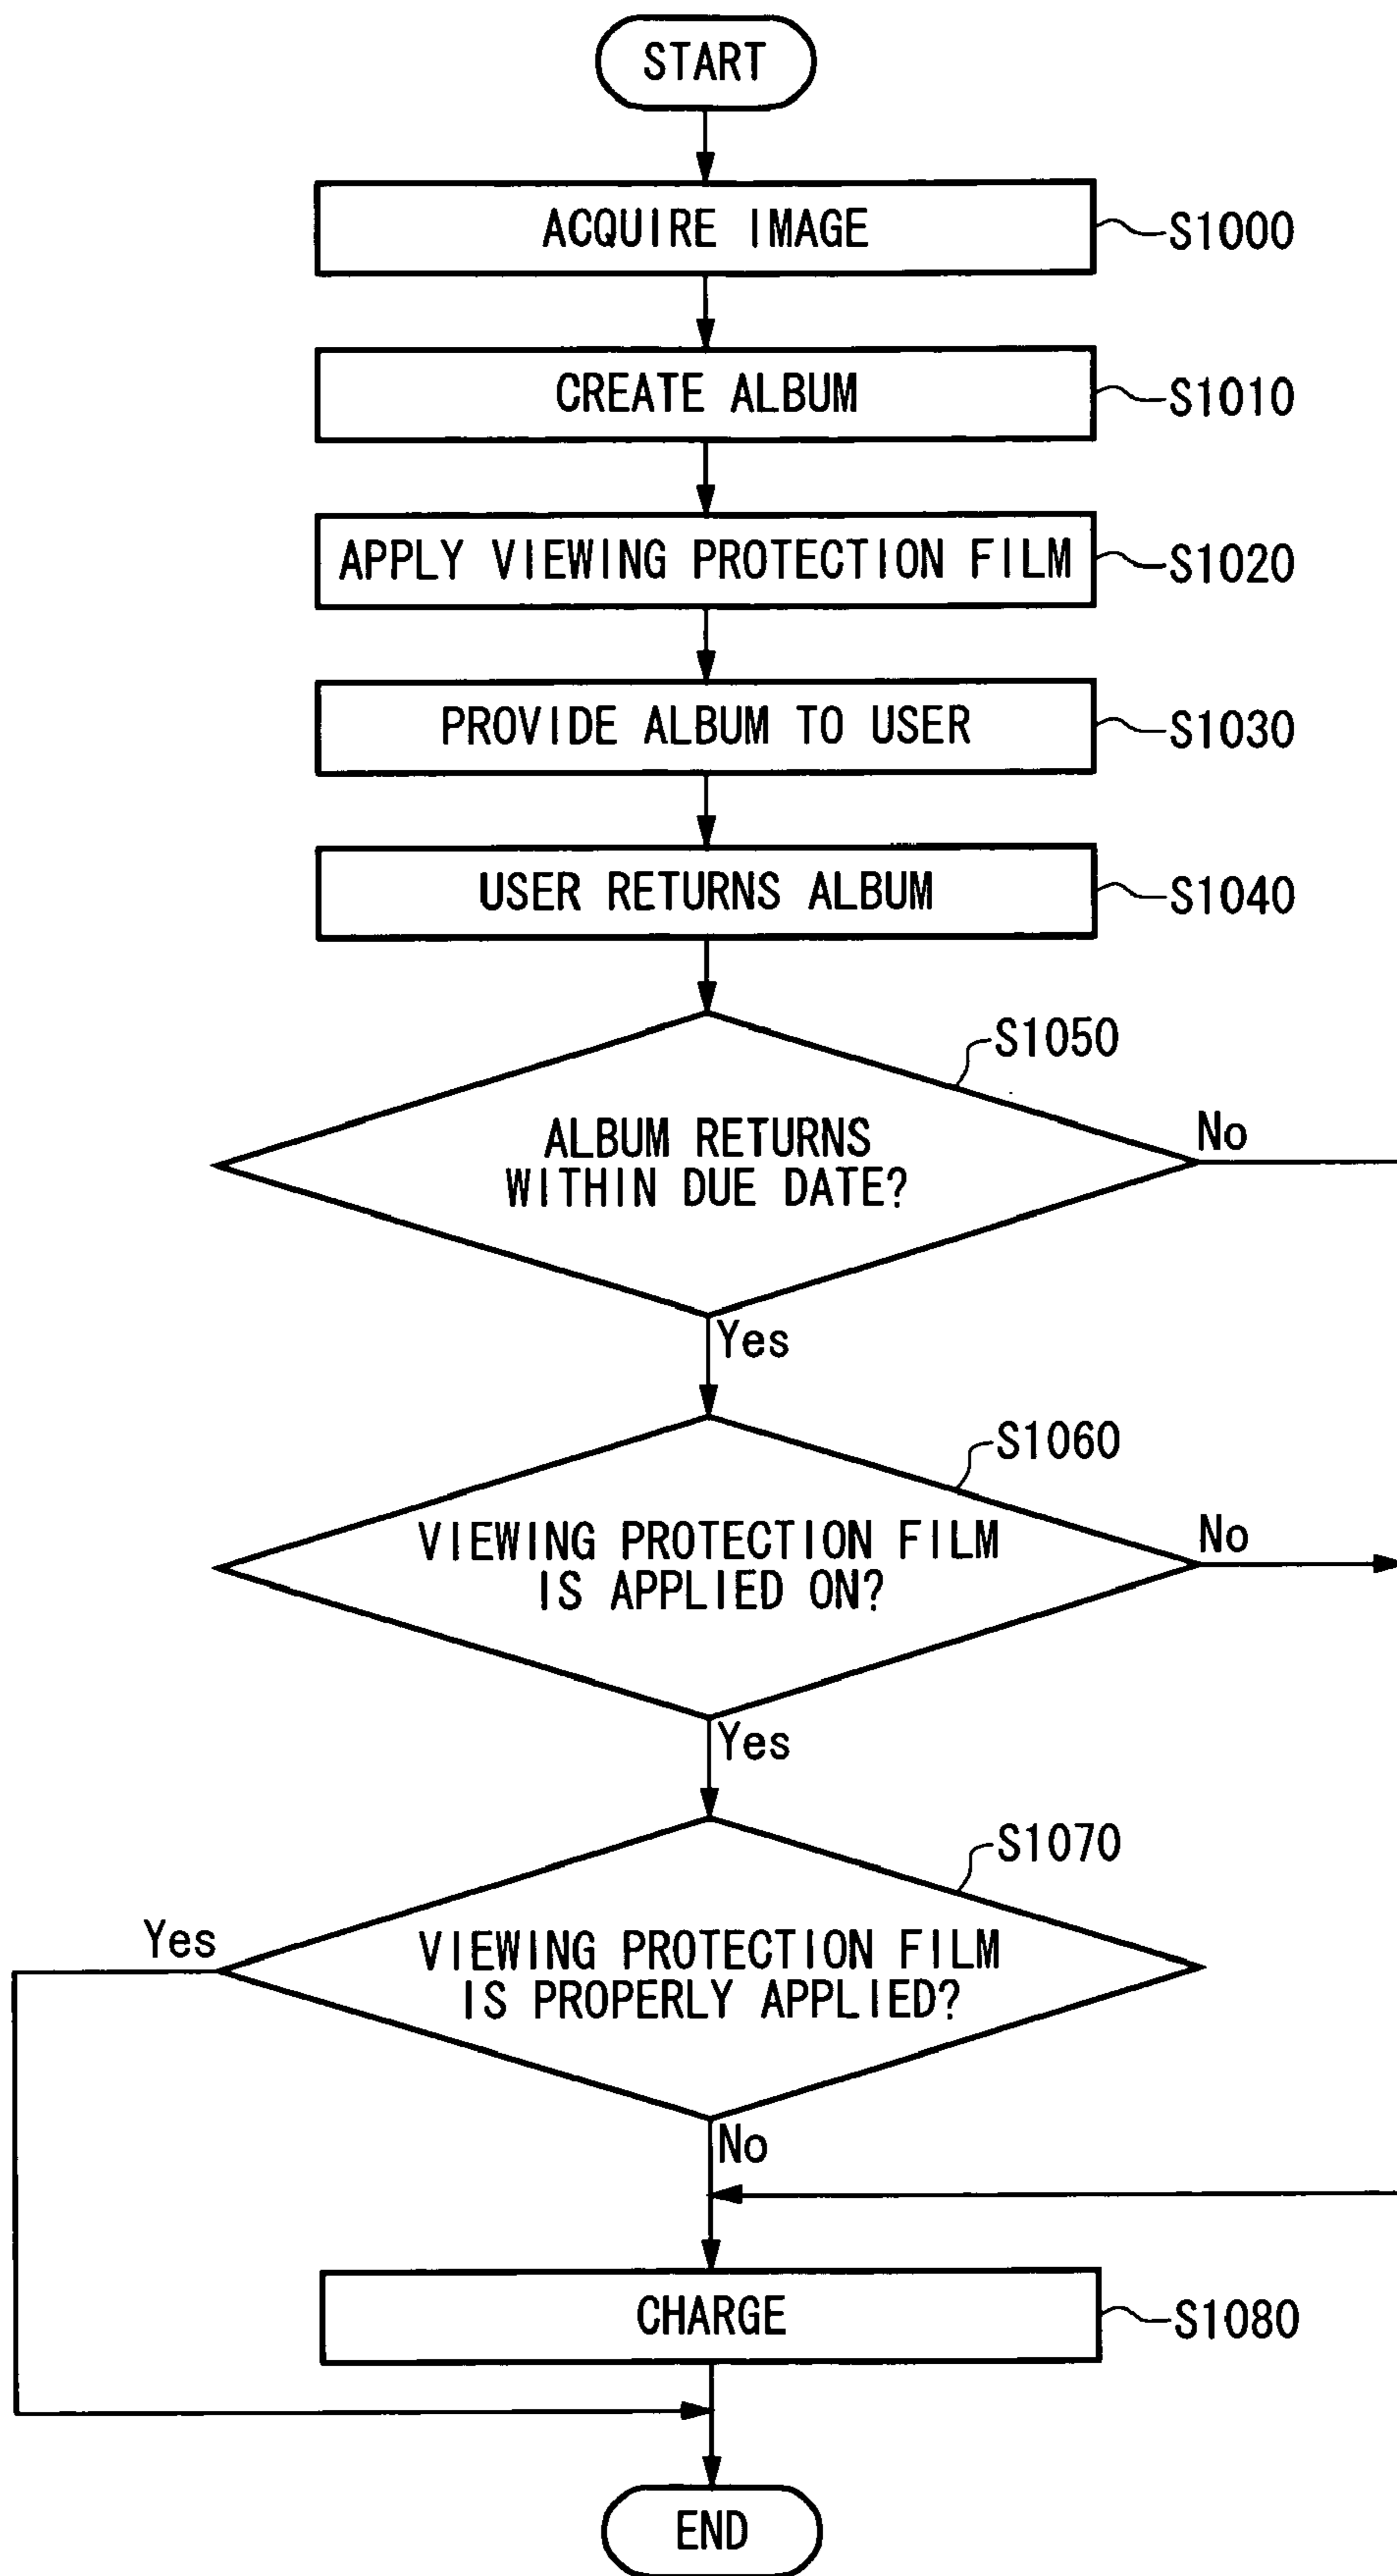 START
ACQUIRE IMAGE
S1000
CREATE ALBUM
S1010
APPLY VIEWING PROTECTION FILM
S1020
PROVIDE ALBUM TO USER
S1030
USER RETURNS ALBUM
S1040
S1050
ALBUM RETURNS
WITHIN DUE DATE?
No
Yes
S1060
VIEWING PROTECTION FILM
IS APPLIED ON?
No
Yes
S1070
Yes
VIEWING PROTECTION FILM
IS PROPERLY APPLIED?
No
CHARGE
S1080
END